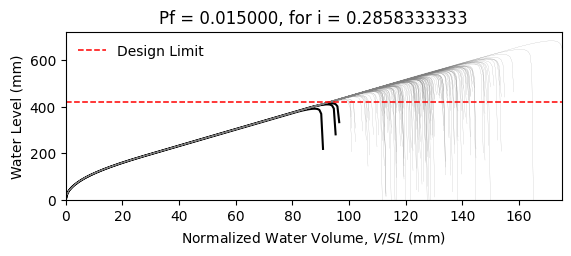 Pf = 0.015000, for i = 0.2858333333
Design Limit
Water Level (mm)
600
400
200
0
0 20 40 60 80 100 120 140 160
Normalized Water Volume, V/SL (mm)